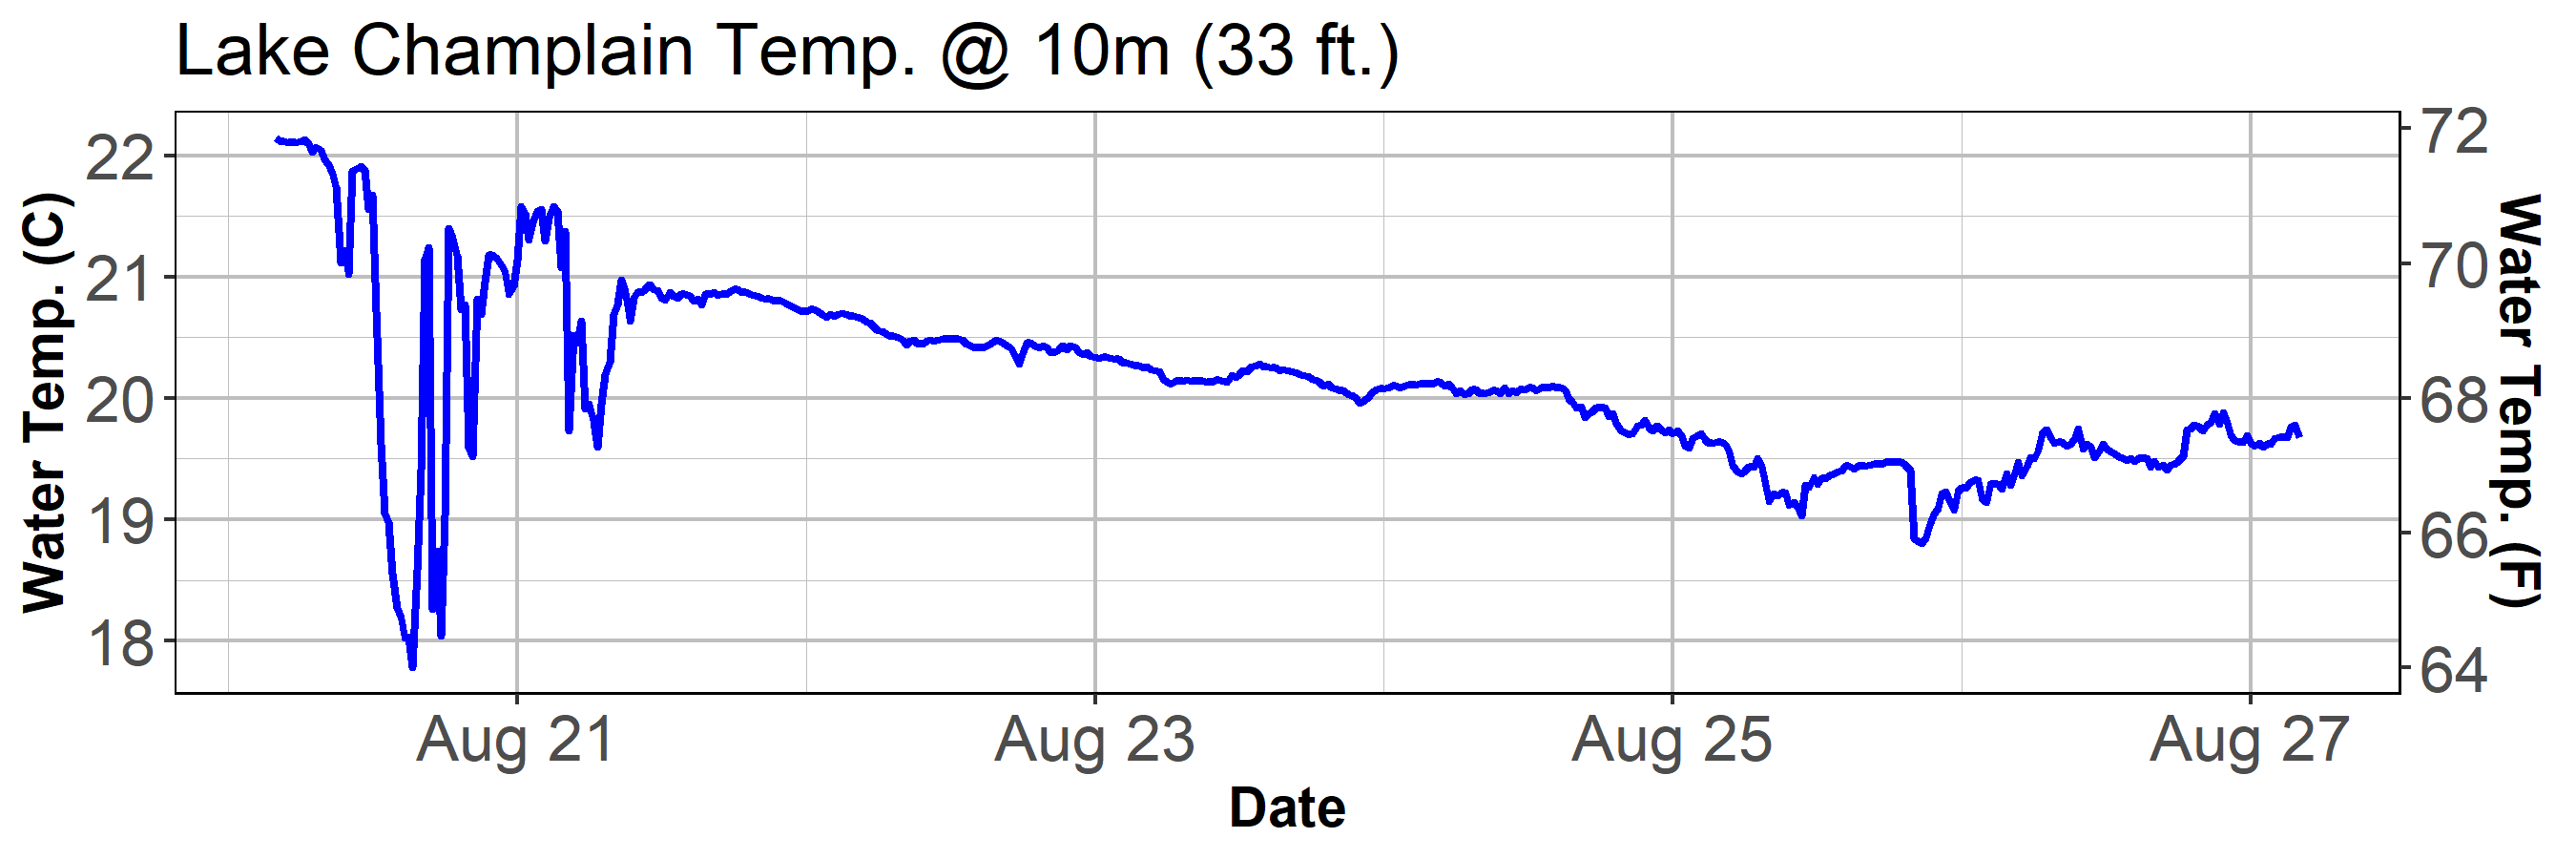 Lake Champlain Temp. @ 10m (33 ft.)
Water Temp. (C)
22
21
20
19
18
72
70
68
66
64
Water Temp. (F)
Aug 21
Aug 23
Aug 25
Aug 27
Date